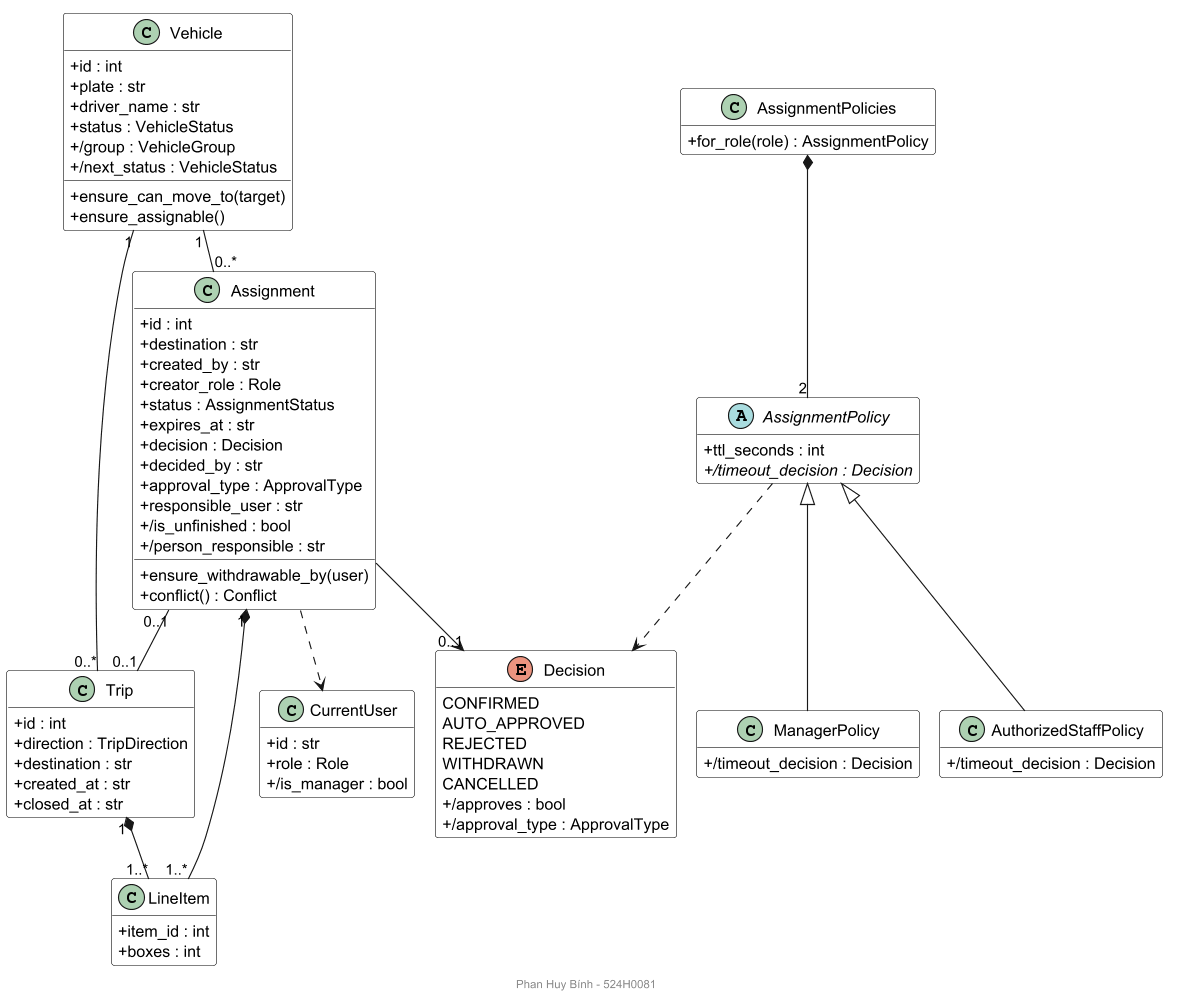 C Vehicle
+id : int
+plate : str
+driver_name : str
+status : VehicleStatus
+/group : VehicleGroup
+/next_status : VehicleStatus
+ensure_can_move_to(target)
+ensure_assignable()
1
1
0..*
C AssignmentPolicies
+for_role(role) : AssignmentPolicy
2
C Assignment
+id : int
+destination : str
+created_by : str
+creator_role : Role
+status : AssignmentStatus
+expires_at : str
+decision : Decision
+decided_by : str
+approval_type : ApprovalType
+responsible_user : str
+/is_unfinished : bool
+/person_responsible : str
+ensure_withdrawable_by(user)
+conflict() : Conflict
A AssignmentPolicy
+ttl_seconds : int
+/timeout_decision : Decision
0..1
1
0..1
0..*
0..1
C Trip
+id : int
+direction : TripDirection
+destination : str
+created_at : str
+closed_at : str
C CurrentUser
+id : str
+role : Role
+/is_manager : bool
E Decision
CONFIRMED
AUTO_APPROVED
REJECTED
WITHDRAWN
CANCELLED
+/approves : bool
+/approval_type : ApprovalType
C ManagerPolicy
+/timeout_decision : Decision
C AuthorizedStaffPolicy
+/timeout_decision : Decision
1
1..*
1..*
C LineItem
+item_id : int
+boxes : int
Phan Huy Bính - 524H0081